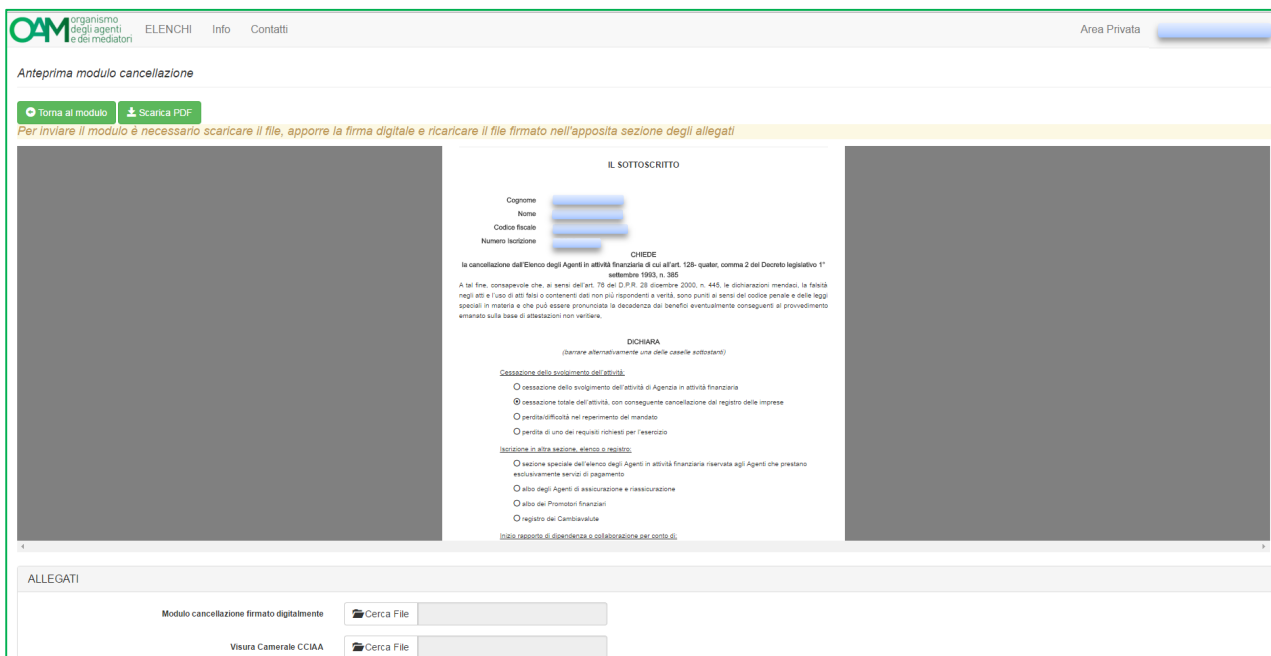 OAM organismo
degli agenti
e dei mediatori
ELENCHI Info Contatti Area Privata
Anteprima modulo cancellazione
Torna al modulo Scarica PDF
Per inviare il modulo è necessario scaricare il file, apporre la firma digitale e ricaricare il file firmato nell'apposita sezione degli allegati
IL SOTTOSCRITTO
Cognome
Nome
Codice fiscale
Numero Iscrizione
CHIEDE
la cancellazione dall'Elenco degli Agenti in attività finanziaria di cui all'art. 128- quater, comma 2 del Decreto legislativo 1°
settembre 1993, n. 385
A tal fine, consapevole che, ai sensi dell'art. 76 del D.P.R. 28 dicembre 2000, n. 445, le dichiarazioni mendaci, la falsità
negli atti e l'uso di atti falsi o contenenti dati non più rispondenti a verità, sono puniti ai sensi del codice penale e delle leggi
speciali in materia e che può essere pronunciata la decadenza dai benefici eventualmente conseguenti al provvedimento
emanato sulla base di attestazioni non veritiere,
DICHIARA
(barrare alternativamente una delle caselle sottostanti)
Cessazione dello svolgimento dell'attività:
cessazione dello svolgimento dell'attività di Agenzia in attività finanziaria
cessazione totale dell'attività, con conseguente cancellazione dal registro delle imprese
perdita/difficoltà nel reperimento del mandato
perdita di uno dei requisiti richiesti per l'esercizio
Iscrizione in altra sezione, elenco o registro:
sezione speciale dell'elenco degli Agenti in attività finanziaria riservata agli Agenti che prestano
esclusivamente servizi di pagamento
albo degli Agenti di assicurazione e riassicurazione
albo dei Promotori finanziari
registro dei Cambiavalute
Inizio rapporto di dipendenza o collaborazione per conto di:
ALLEGATI
Modulo cancellazione firmato digitalmente Cerca File
Visura Camerale CCIAA Cerca File